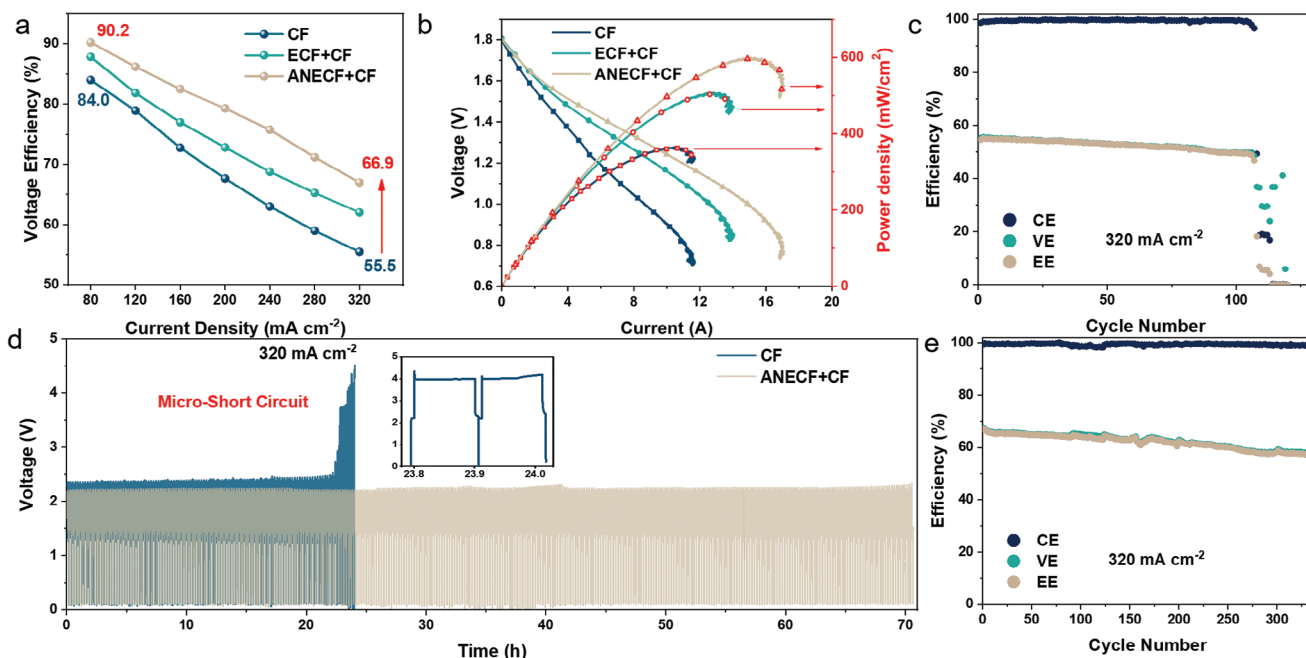 a
Voltage Efficiency (%)
90
80
70
60
50
90.2
84.0
CF
ECF+CF
ANECF+CF
66.9
55.5
80 120 160 200 240 280 320
Current Density (mA cm⁻²)
b
Voltage (V)
1.8
1.6
1.4
1.2
1.0
0.8
0.6
CF
ECF+CF
ANECF+CF
600
400
200
0
Power density (mW/cm²)
0 4 8 12 16 20
Current (A)
c
Efficiency (%)
100
80
60
40
20
0
CE
VE
EE
320 mA cm⁻²
0 50 100
Cycle Number
d
Voltage (V)
5
4
3
2
1
0
320 mA cm⁻²
Micro-Short Circuit
5
4
3
2
1
0
23.8 23.9 24.0
CF
ANECF+CF
0 10 20 30 40 50 60 70
Time (h)
e
Efficiency (%)
100
80
60
40
20
0
CE
VE
EE
320 mA cm⁻²
0 50 100 150 200 250 300
Cycle Number